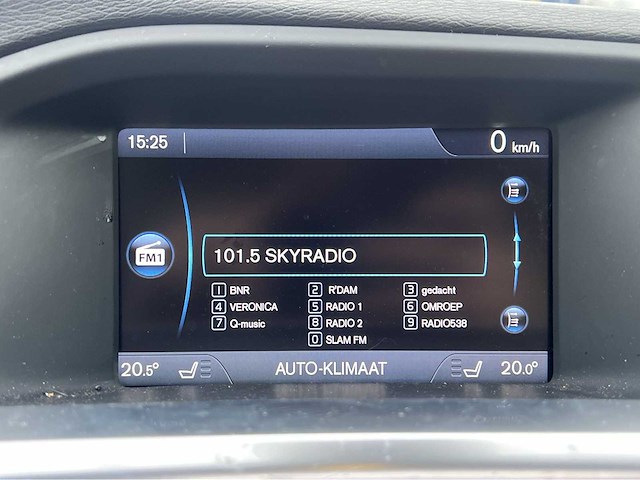 15:25 0 km/h
FM1
101.5 SKYRADIO
1 BNR 2 R'DAM 3 gedacht
4 VERONICA 5 RADIO 1 6 OMROEP
7 Q-music 8 RADIO 2 9 RADIO538
0 SLAM FM
20.5° AUTO-KLIMAAT 20.0°